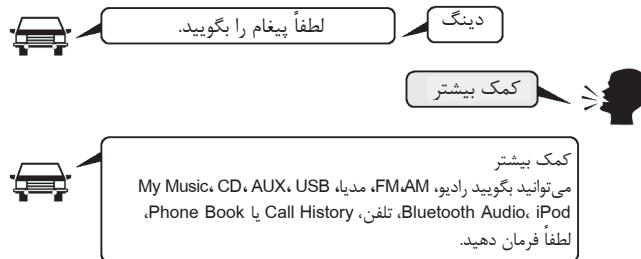 دینگ
لطفاً پیغام را بگویید.
کمک بیشتر
کمک بیشتر
می‌توانید بگویید رادیو، FM،AM، مدیا، My Music، CD، AUX، USB
Bluetooth Audio، iPod، تلفن، Call History یا Phone Book،
لطفاً فرمان دهید.